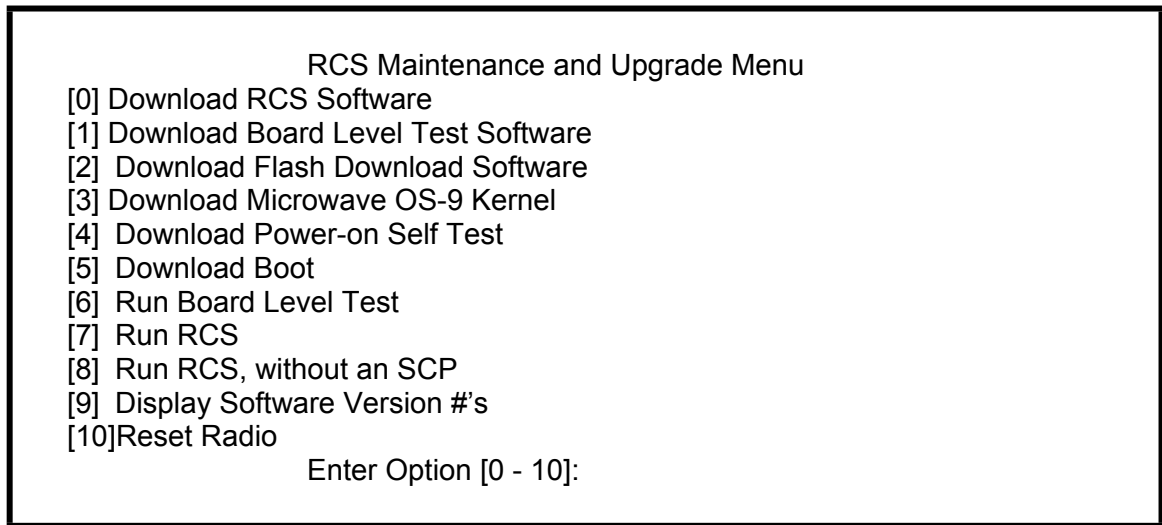 RCS Maintenance and Upgrade Menu
[0] Download RCS Software
[1] Download Board Level Test Software
[2]  Download Flash Download Software
[3] Download Microwave OS-9 Kernel
[4]  Download Power-on Self Test
[5]  Download Boot
[6]  Run Board Level Test
[7]  Run RCS
[8]  Run RCS, without an SCP
[9]  Display Software Version #'s
[10]Reset Radio
Enter Option [0 - 10]: